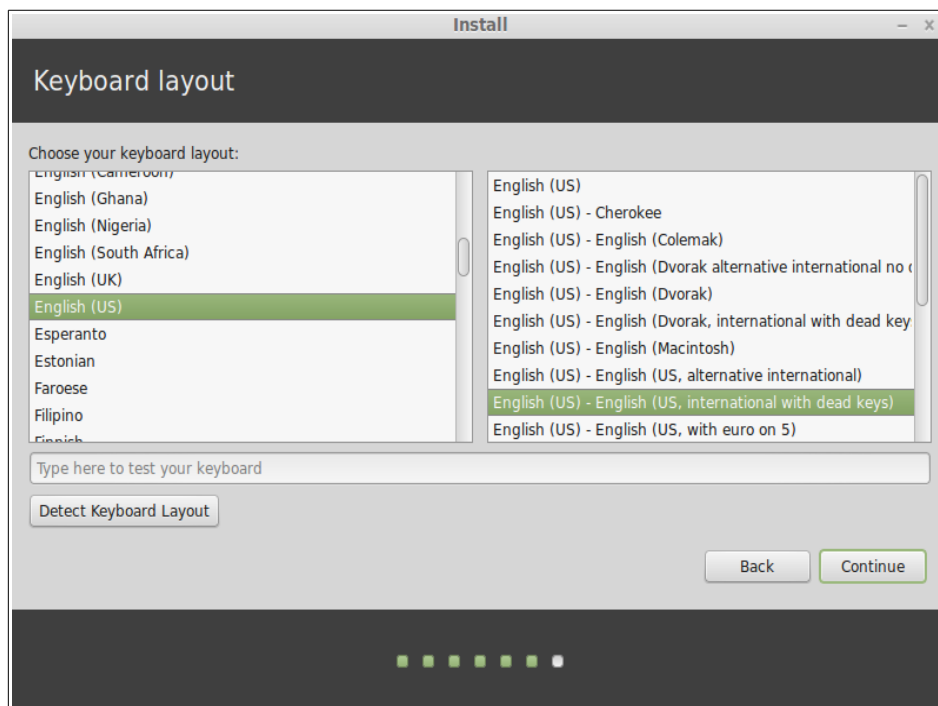 Install
Keyboard layout
Choose your keyboard layout:
English (Cameroon)
English (Ghana)
English (Nigeria)
English (South Africa)
English (UK)
English (US)
Esperanto
Estonian
Faroese
Filipino
Finnish
English (US)
English (US) - Cherokee
English (US) - English (Colemak)
English (US) - English (Dvorak alternative international no
English (US) - English (Dvorak)
English (US) - English (Dvorak, international with dead key
English (US) - English (Macintosh)
English (US) - English (US, alternative international)
English (US) - English (US, international with dead keys)
English (US) - English (US, with euro on 5)
Type here to test your keyboard
Detect Keyboard Layout
Back
Continue